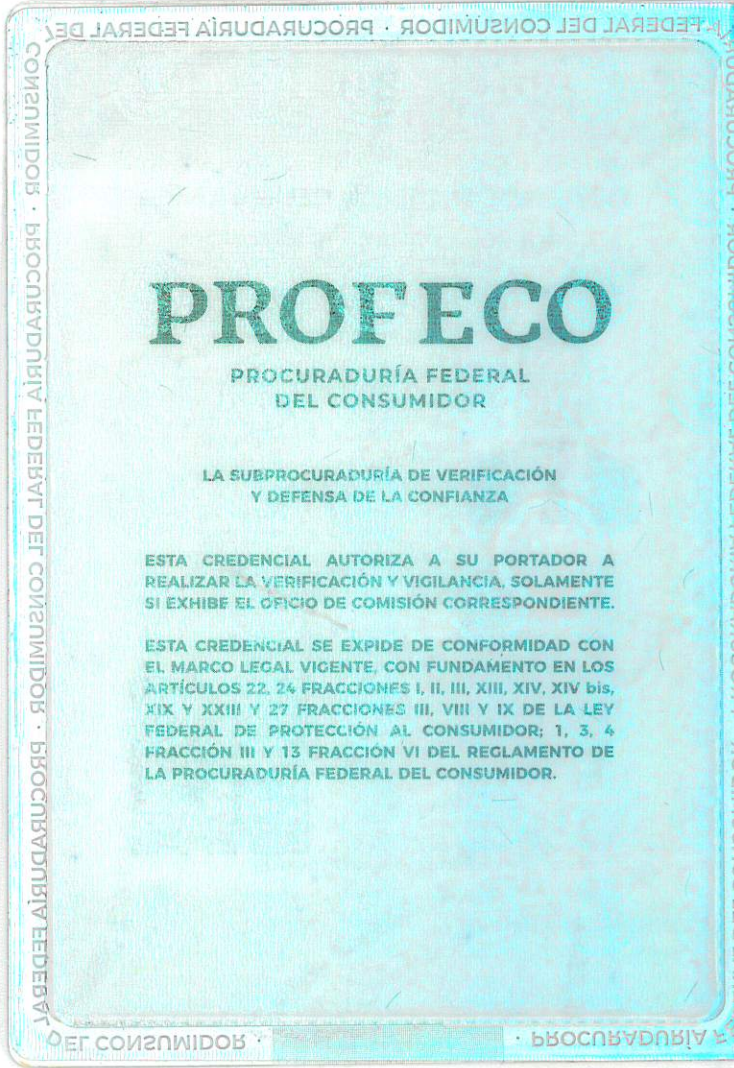 FEDERAL DEL CONSUMIDOR · PROCURADURÍA FEDERAL DEL
PROFECO
PROCURADURÍA FEDERAL
DEL CONSUMIDOR
LA SUBPROCURADURÍA DE VERIFICACIÓN
Y DEFENSA DE LA CONFIANZA
ESTA CREDENCIAL AUTORIZA A SU PORTADOR A
REALIZAR LA VERIFICACIÓN Y VIGILANCIA, SOLAMENTE
SI EXHIBE EL OFICIO DE COMISIÓN CORRESPONDIENTE.
ESTA CREDENCIAL SE EXPIDE DE CONFORMIDAD CON
EL MARCO LEGAL VIGENTE, CON FUNDAMENTO EN LOS
ARTÍCULOS 22, 24 FRACCIONES I, II, III, XIII, XIV, XIV bis,
XIX Y XXIII Y 27 FRACCIONES III, VIII Y IX DE LA LEY
FEDERAL DE PROTECCIÓN AL CONSUMIDOR; 1, 3, 4
FRACCIÓN III Y 13 FRACCIÓN VI DEL REGLAMENTO DE
LA PROCURADURÍA FEDERAL DEL CONSUMIDOR.
DEL CONSUMIDOR · · PROCURADURÍA